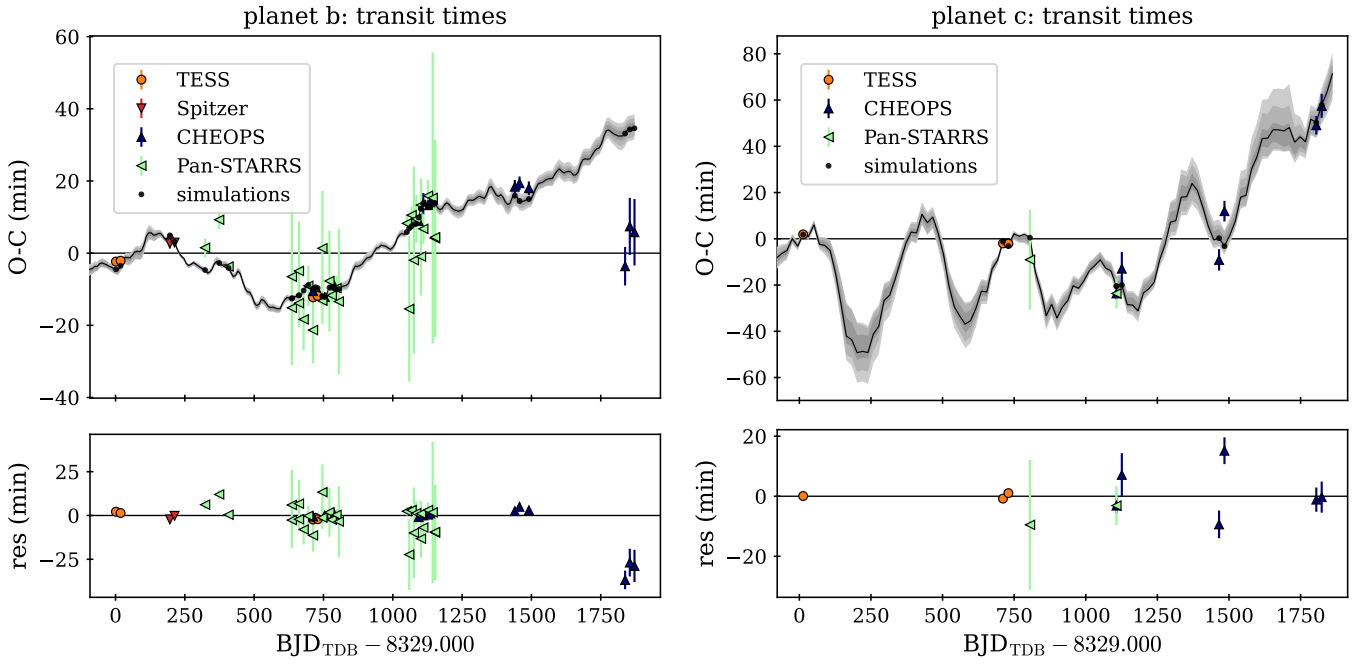 planet b: transit times
60
40
20
0
−20
−40
O-C (min)
TESS
Spitzer
CHEOPS
Pan-STARRS
simulations
25
0
−25
res (min)
0 250 500 750 1000 1250 1500 1750
BJD_TDB − 8329.000
planet c: transit times
80
60
40
20
0
−20
−40
−60
O-C (min)
TESS
CHEOPS
Pan-STARRS
simulations
20
0
−20
res (min)
0 250 500 750 1000 1250 1500 1750
BJD_TDB − 8329.000